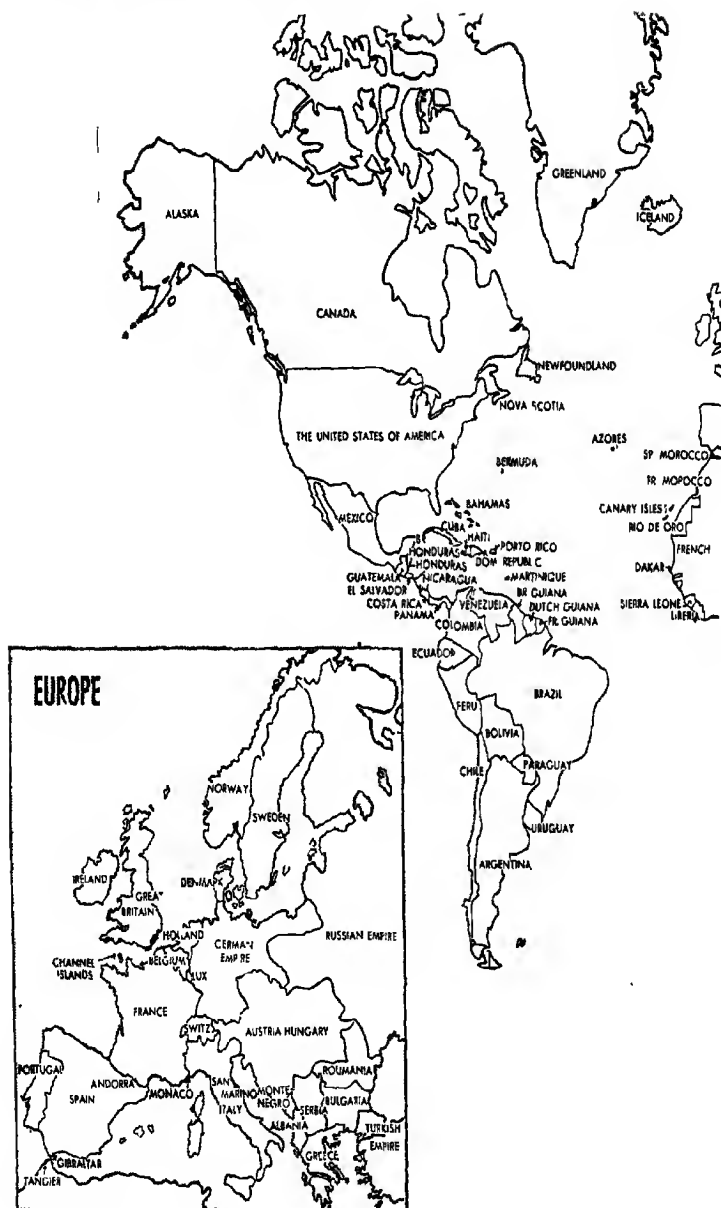 GREENLAND
ICELAND
ALASKA
CANADA
NEWFOUNDLAND
NOVA SCOTIA
THE UNITED STATES OF AMERICA
AZORES
SP MOROCCO
BERMUDA
FR MOPOCCO
BAHAMAS
CANARY ISLES
MEXICO
CUBA
RIO DE ORO
BR
HONDURAS
HAITI
PORTO RICO
FRENCH
HONDURAS
DOM REPUBL C
DAKAR
GUATEMALA
NICARAGUA
MARTINIQUE
EL SALVADOR
BR GUIANA
COSTA RICA
VENEZUELA
DUTCH GUIANA
SIERRA LEONE
PANAMA
LIBERIA
COLOMBIA
FR GUIANA
ECUADOR
BRAZIL
PERU
BOLIVIA
CHILE
PARAGUAY
URUGUAY
ARGENTINA
EUROPE
NORWAY
SWEDEN
IRELAND
DENMARK
GREAT
BRITAIN
HOLLAND
GERMAN
EMPIRE
RUSSIAN EMPIRE
CHANNEL
ISLANDS
BELGIUM
LUX
FRANCE
SWITZ
AUSTRIA HUNGARY
PORTUGAL
ROUMANIA
ANDORRA
SPAIN
MONACO
SAN
MARINO
ITALY
MONTE
NEGRO
SERBIA
BULGARIA
ALBANIA
TURKISH
EMPIRE
GREECE
GIBRALTAR
TANGIER